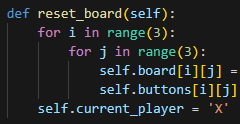 def reset_board(self):
    for i in range(3):
        for j in range(3):
            self.board[i][j] =
            self.buttons[i][j]
    self.current_player = 'X'